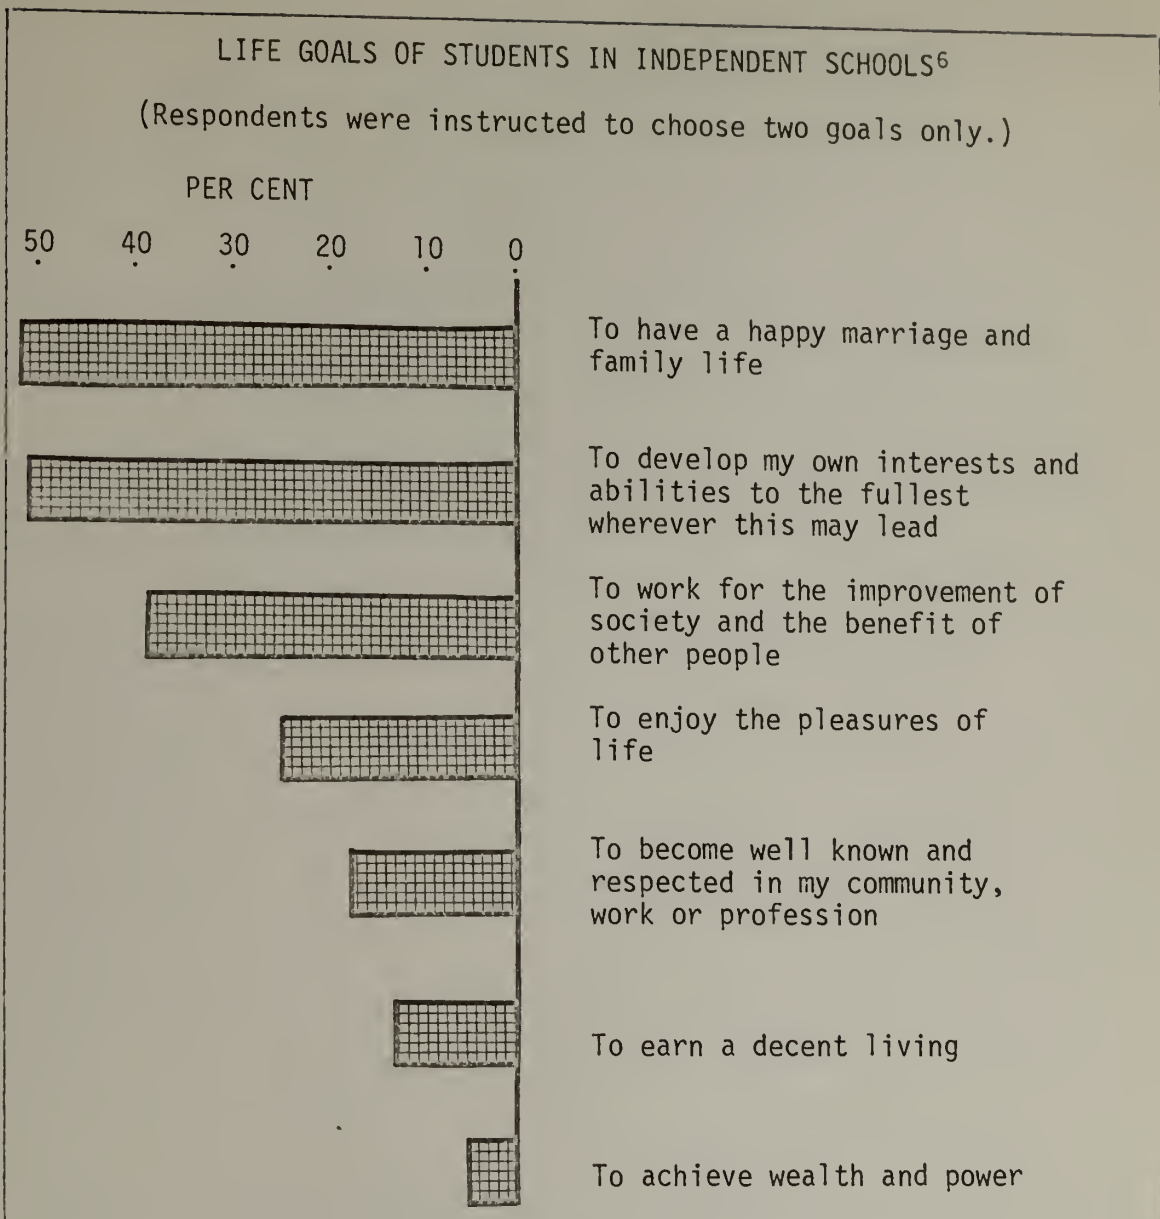 LIFE GOALS OF STUDENTS IN INDEPENDENT SCHOOLS⁶
(Respondents were instructed to choose two goals only.)
PER CENT
50 40 30 20 10 0
To have a happy marriage and
family life
To develop my own interests and
abilities to the fullest
wherever this may lead
To work for the improvement of
society and the benefit of
other people
To enjoy the pleasures of
life
To become well known and
respected in my community,
work or profession
To earn a decent living
To achieve wealth and power